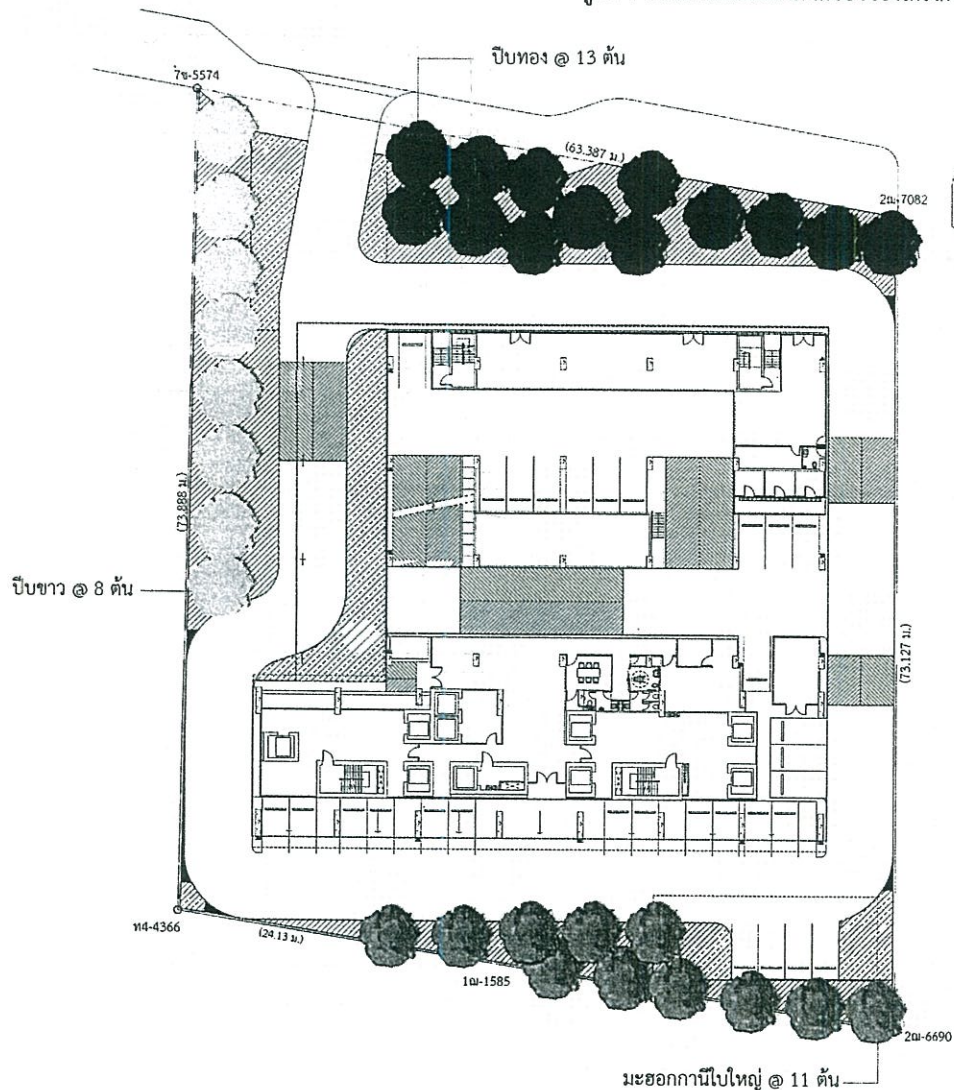 ปีบทอง @ 13 ต้น
7ข-5574
(63.387 ม.)
2ฌ-7082
(73.888 ม.)
ปีบขาว @ 8 ต้น
(73.127 ม.)
ท4-4366
(24.13 ม.)
1ฌ-1585
2ฌ-6690
มะฮอกกานีใบใหญ่ @ 11 ต้น